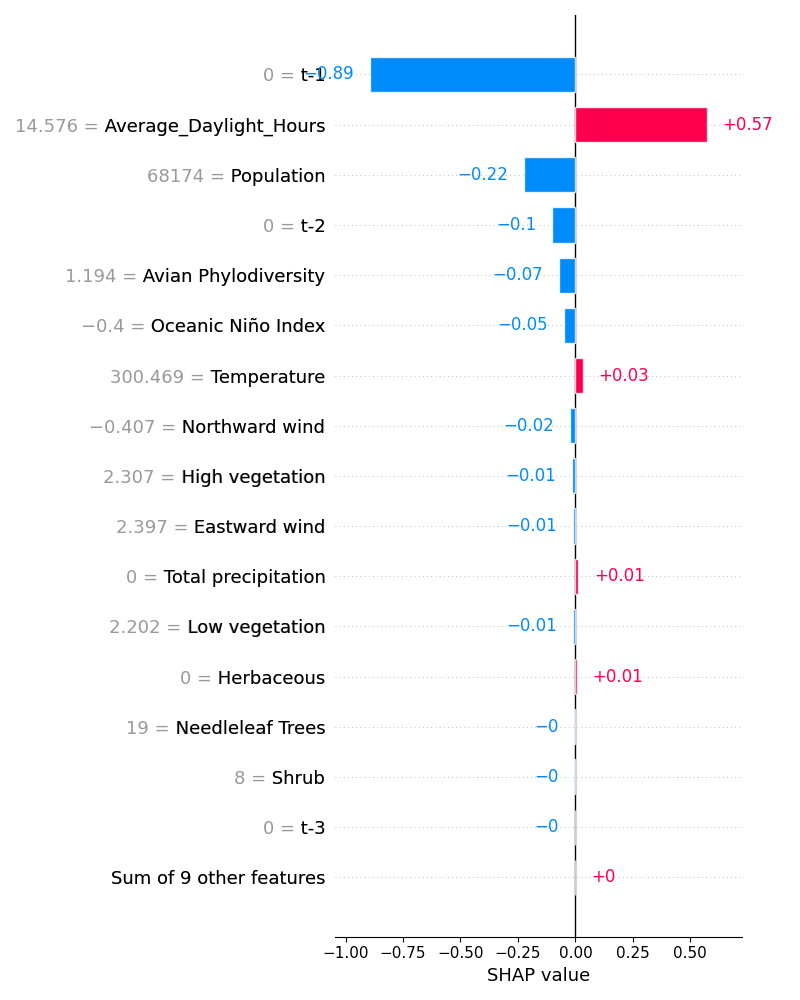 0 = t-1 −0.89
14.576 = Average_Daylight_Hours +0.57
68174 = Population −0.22
0 = t-2 −0.1
1.194 = Avian Phylodiversity −0.07
−0.4 = Oceanic Niño Index −0.05
300.469 = Temperature +0.03
−0.407 = Northward wind −0.02
2.307 = High vegetation −0.01
2.397 = Eastward wind −0.01
0 = Total precipitation +0.01
2.202 = Low vegetation −0.01
0 = Herbaceous +0.01
19 = Needleleaf Trees −0
8 = Shrub −0
0 = t-3 −0
Sum of 9 other features +0
−1.00 −0.75 −0.50 −0.25 0.00 0.25 0.50
SHAP value